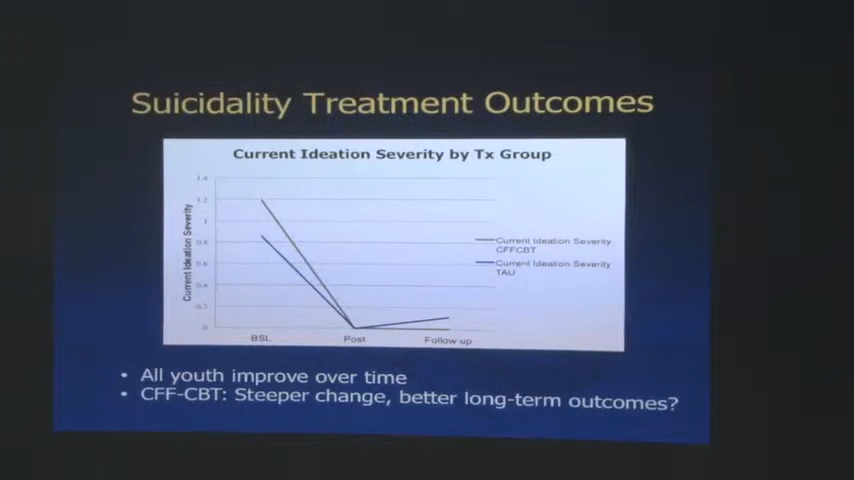 Suicidality Treatment Outcomes
Current Ideation Severity by Tx Group
Current Ideation Severity
1.4
1.2
1
0.8
0.6
0.4
0.2
0
BSL
Post
Follow up
Current Ideation Severity
CFFCBT
Current Ideation Severity
TAU
• All youth improve over time
• CFF-CBT: Steeper change, better long-term outcomes?